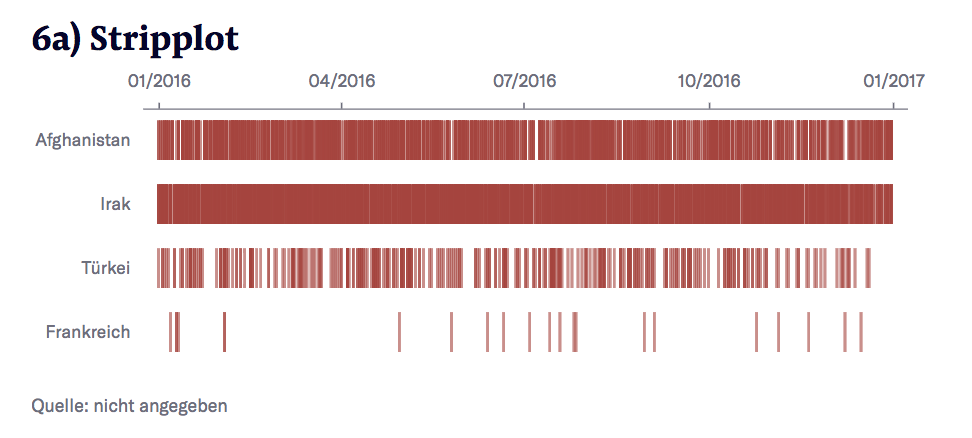 6a) Stripplot
01/2016 04/2016 07/2016 10/2016 01/2017
Afghanistan
Irak
Türkei
Frankreich
Quelle: nicht angegeben